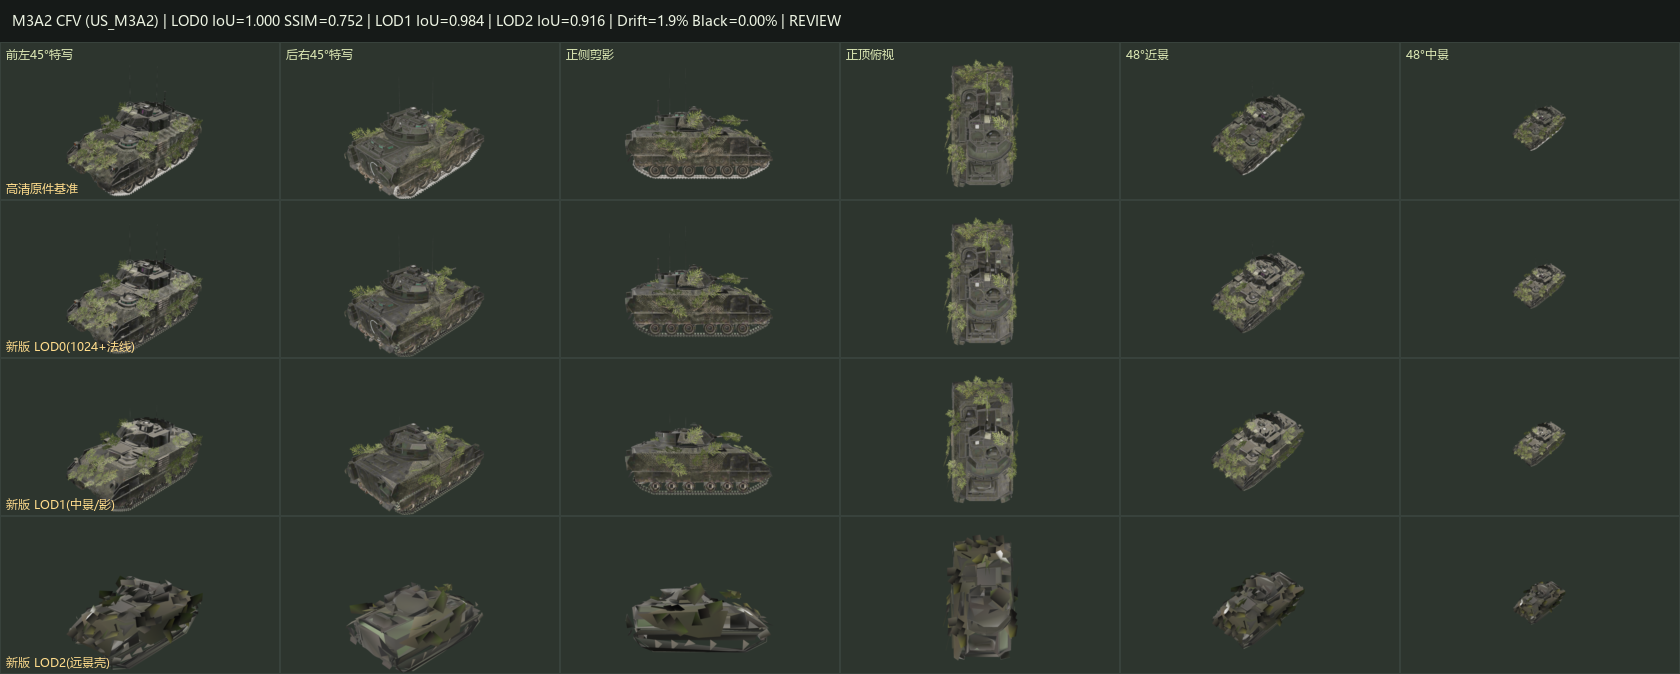 M3A2 CFV (US_M3A2) | LOD0 IoU=1.000 SSIM=0.752 | LOD1 IoU=0.984 | LOD2 IoU=0.916 | Drift=1.9% Black=0.00% | REVIEW
前左45°特写
后右45°特写
正侧剪影
正顶俯视
48°近景
48°中景
高清原件基准
新版 LOD0(1024+法线)
新版 LOD1(中景/影)
新版 LOD2(远景壳)